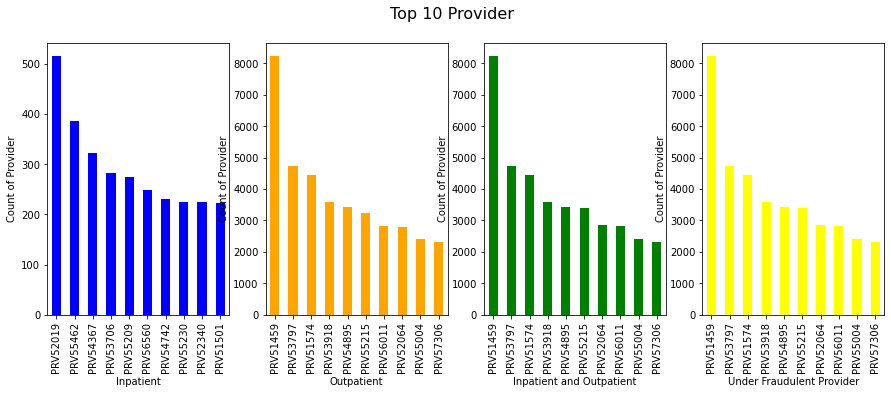 Top 10 Provider
Count of Provider
500
400
300
200
100
0
PRV52019
PRV55462
PRV54367
PRV53706
PRV55209
PRV56560
PRV54742
PRV55230
PRV52340
PRV51501
Inpatient
Count of Provider
8000
7000
6000
5000
4000
3000
2000
1000
0
PRV51459
PRV53797
PRV51574
PRV53918
PRV54895
PRV55215
PRV56011
PRV52064
PRV55004
PRV57306
Outpatient
Count of Provider
8000
7000
6000
5000
4000
3000
2000
1000
0
PRV51459
PRV53797
PRV51574
PRV53918
PRV54895
PRV55215
PRV52064
PRV56011
PRV55004
PRV57306
Inpatient and Outpatient
Count of Provider
8000
7000
6000
5000
4000
3000
2000
1000
0
PRV51459
PRV53797
PRV51574
PRV53918
PRV54895
PRV55215
PRV52064
PRV56011
PRV55004
PRV57306
Under Fraudulent Provider